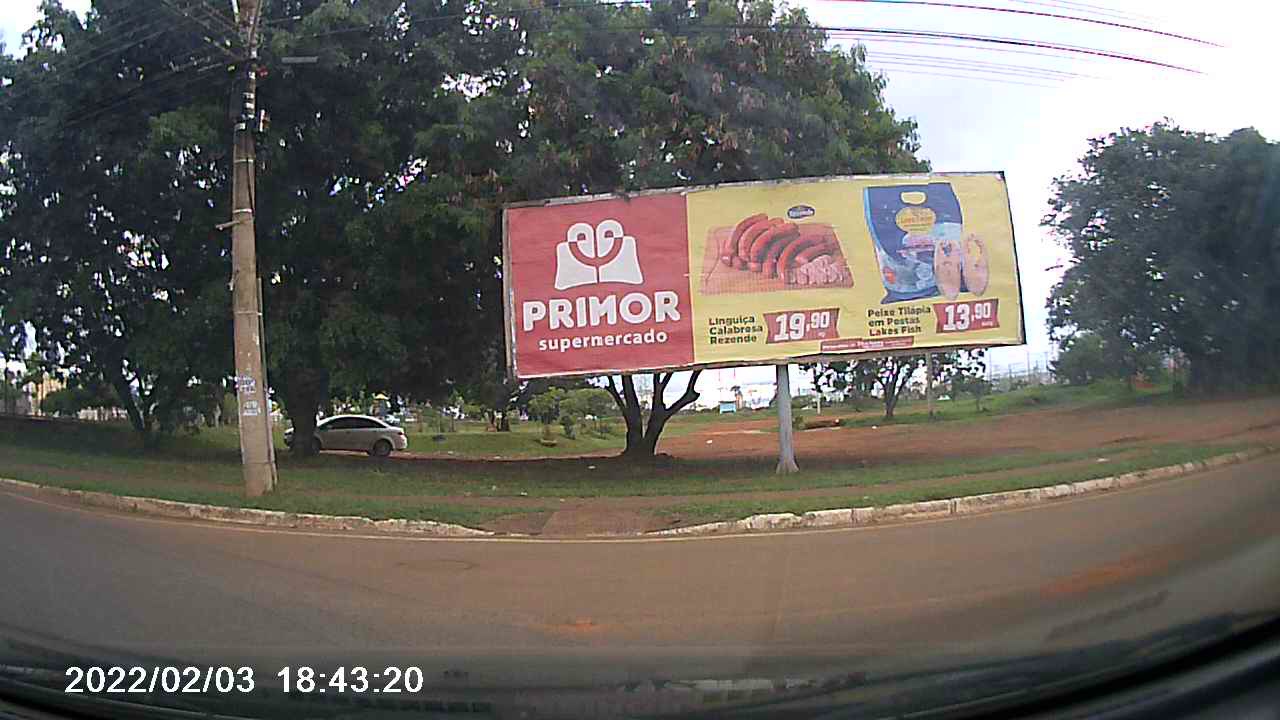 PRIMOR
supermercado
Linguiça
Calabresa
Rezende
19,90
Peixe Tilápia
em Postas
Lakes Fish
13,90
2022/02/03 18:43:20